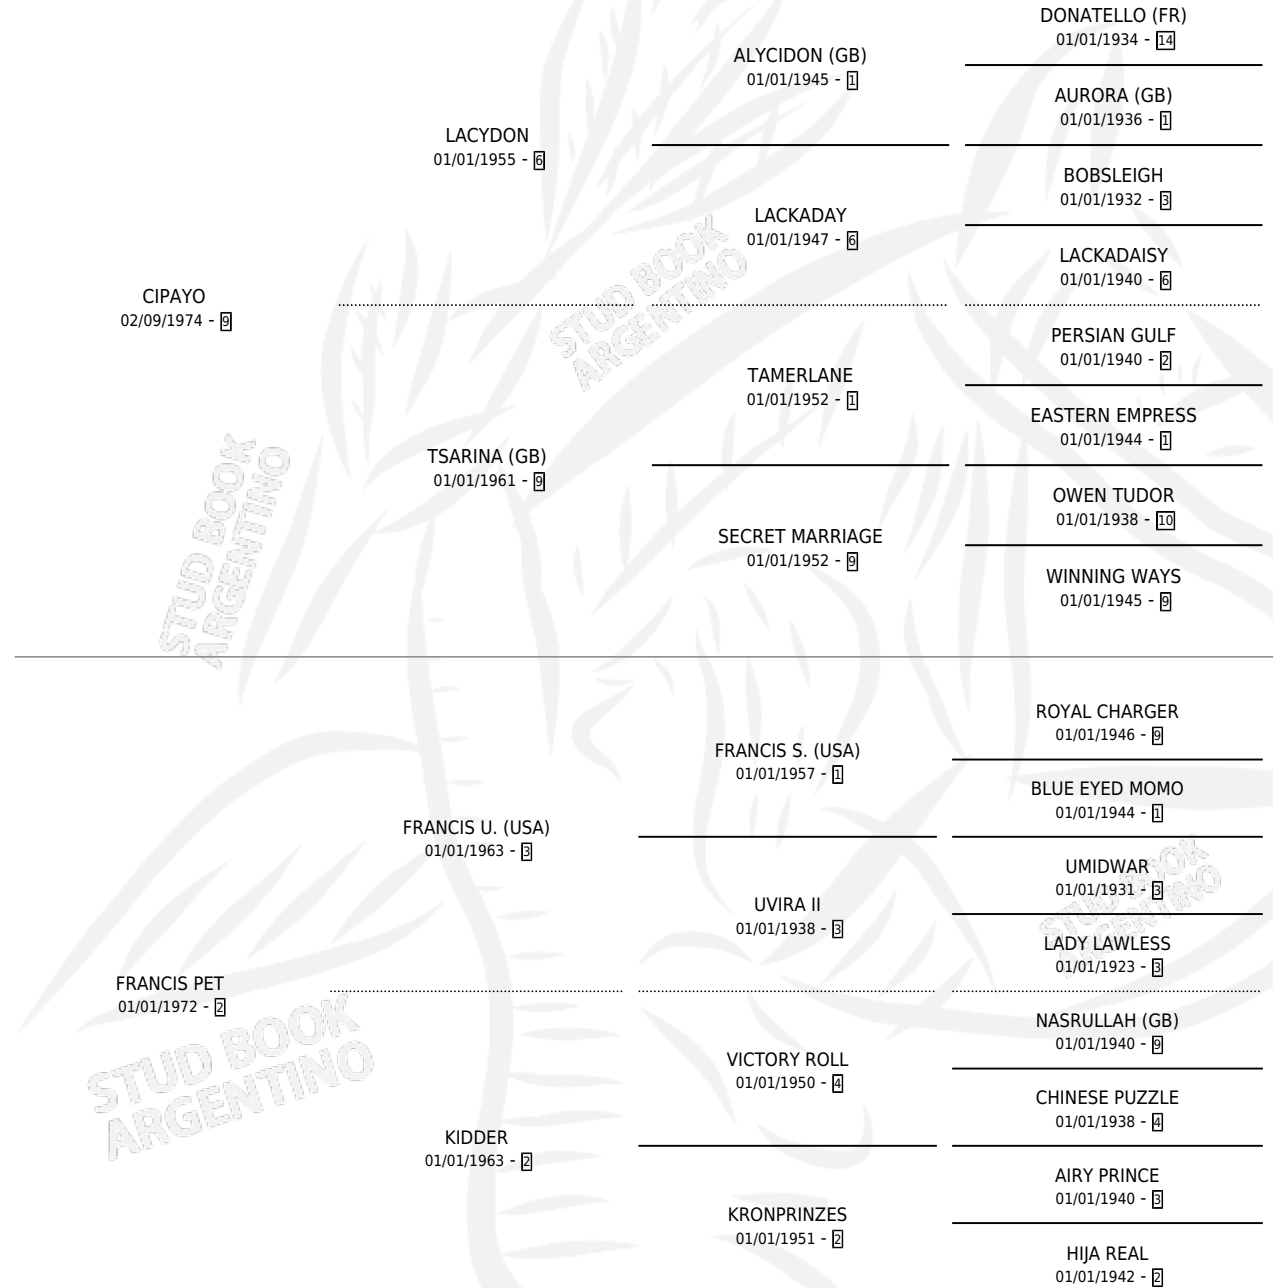 DONATELLO (FR)
01/01/1934 - 14
ALYCIDON (GB)
01/01/1945 - 1
AURORA (GB)
01/01/1936 - 1
LACYDON
01/01/1955 - 6
BOBSLEIGH
01/01/1932 - 3
LACKADAY
01/01/1947 - 6
LACKADAISY
01/01/1940 - 6
CIPAYO
02/09/1974 - 9
PERSIAN GULF
01/01/1940 - 2
TAMERLANE
01/01/1952 - 1
EASTERN EMPRESS
01/01/1944 - 1
TSARINA (GB)
01/01/1961 - 9
OWEN TUDOR
01/01/1938 - 10
SECRET MARRIAGE
01/01/1952 - 9
WINNING WAYS
01/01/1945 - 9
STUD BOOK
ARGENTINO
STUD BOOK
ARGENTINO
ROYAL CHARGER
01/01/1946 - 9
FRANCIS S. (USA)
01/01/1957 - 1
BLUE EYED MOMO
01/01/1944 - 1
FRANCIS U. (USA)
01/01/1963 - 3
UMIDWAR
01/01/1931 - 3
UVIRA II
01/01/1938 - 3
LADY LAWLESS
01/01/1923 - 3
STUD BOOK
ARGENTINO
FRANCIS PET
01/01/1972 - 2
NASRULLAH (GB)
01/01/1940 - 9
VICTORY ROLL
01/01/1950 - 4
CHINESE PUZZLE
01/01/1938 - 4
STUD BOOK
ARGENTINO
KIDDER
01/01/1963 - 2
AIRY PRINCE
01/01/1940 - 3
KRONPRINZES
01/01/1951 - 2
HIJA REAL
01/01/1942 - 2